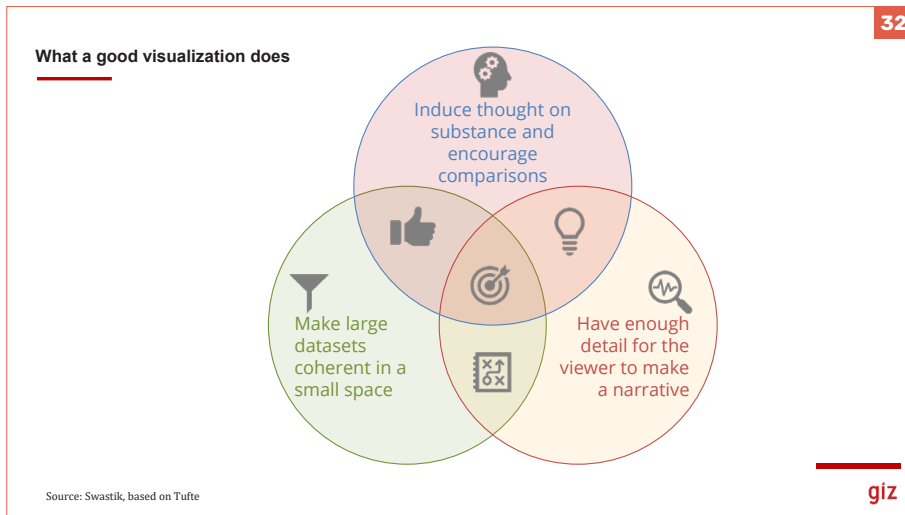 32
What a good visualization does
Induce thought on
substance and
encourage
comparisons
Make large
datasets
coherent in a
small space
Have enough
detail for the
viewer to make
a narrative
Source: Swastik, based on Tufte
giz